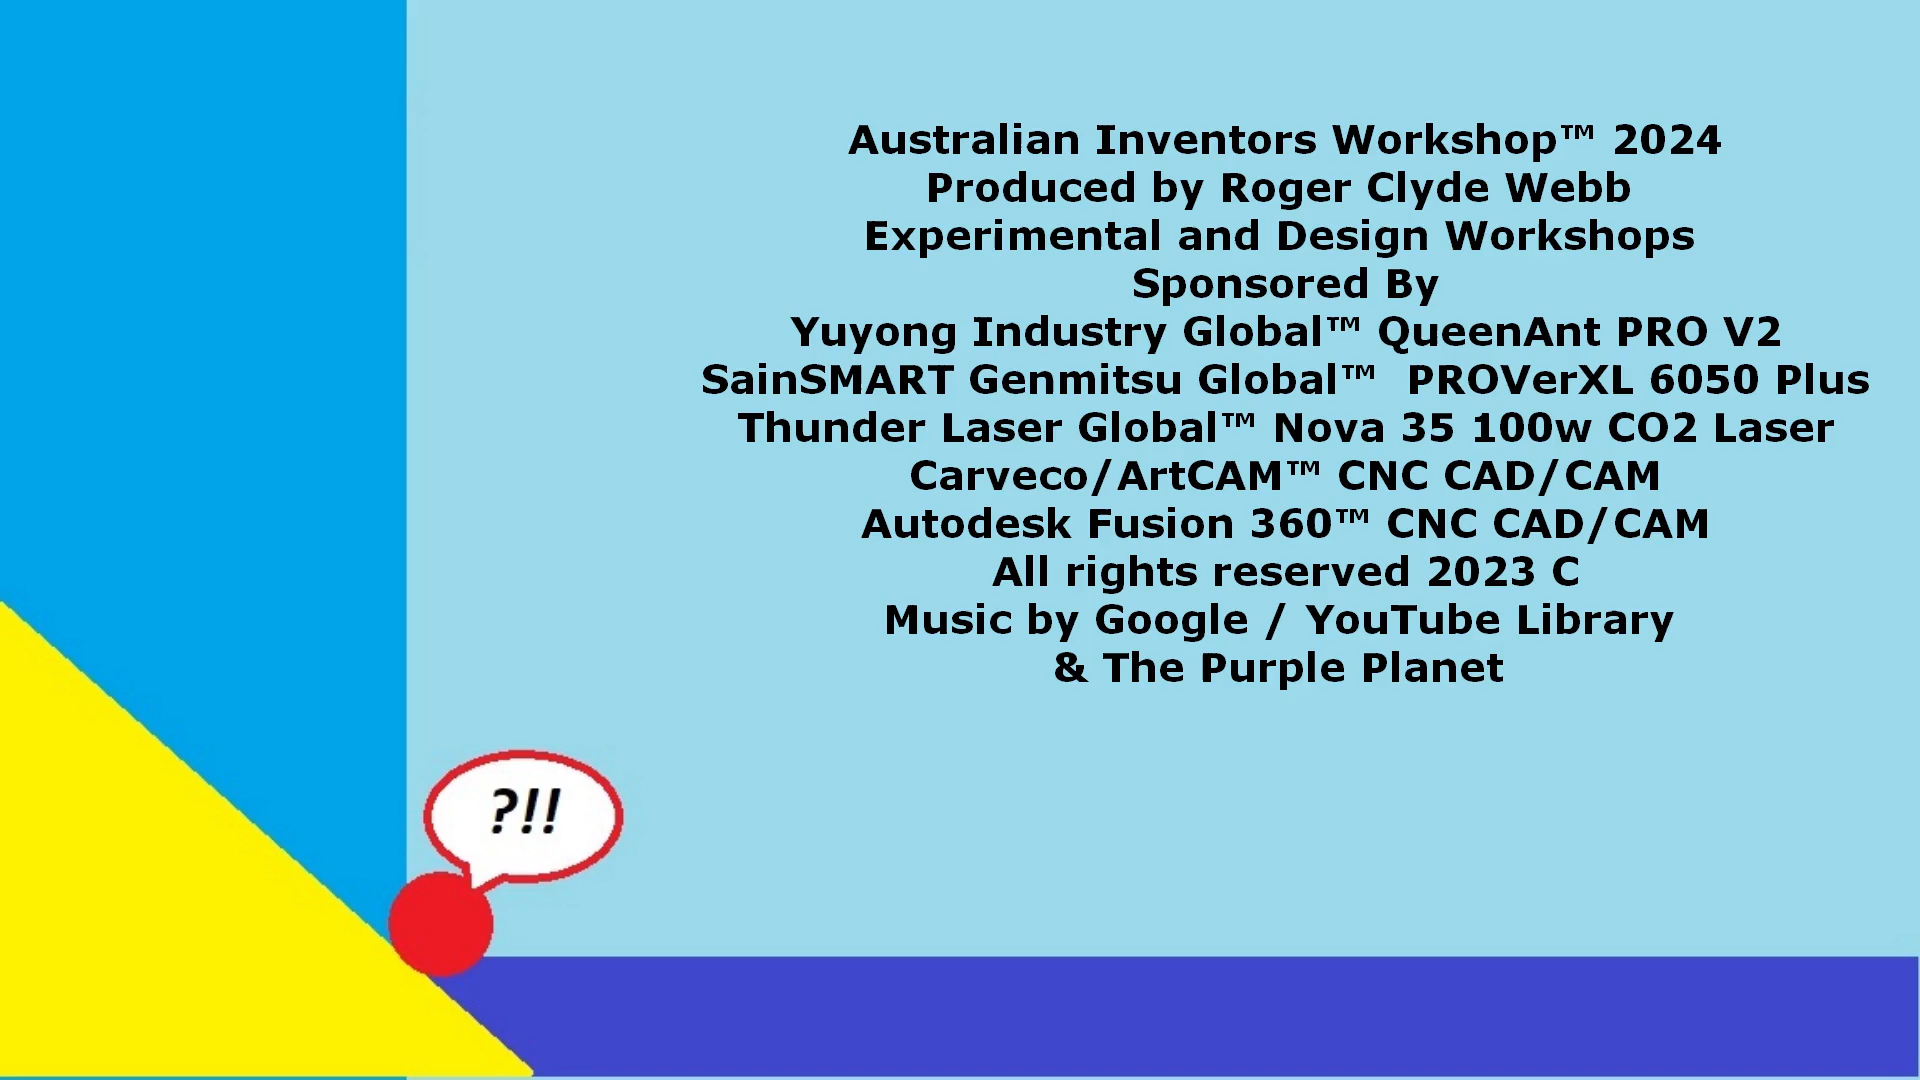 Australian Inventors Workshop™ 2024
Produced by Roger Clyde Webb
Experimental and Design Workshops
Sponsored By
Yuyong Industry Global™ QueenAnt PRO V2
SainSMART Genmitsu Global™  PROVerXL 6050 Plus
Thunder Laser Global™ Nova 35 100w CO2 Laser
Carveco/ArtCAM™ CNC CAD/CAM
Autodesk Fusion 360™ CNC CAD/CAM
All rights reserved 2023 C
Music by Google / YouTube Library
& The Purple Planet
?!!